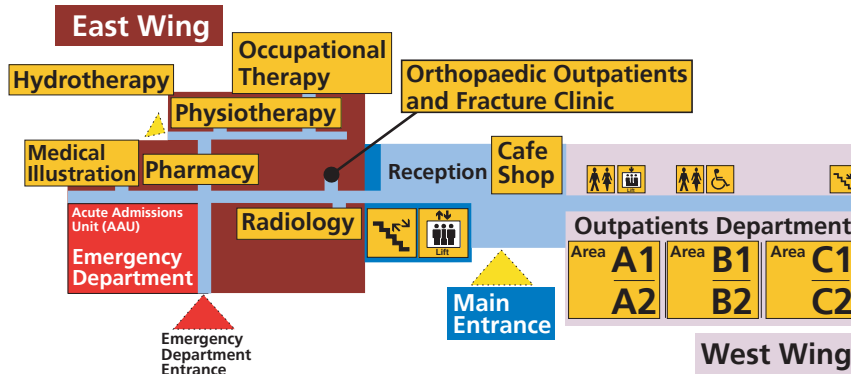 East Wing
Occupational
Therapy
Hydrotherapy
Orthopaedic Outpatients
and Fracture Clinic
Physiotherapy
Medical
Illustration
Pharmacy
Reception
Cafe
Shop
Lift
Acute Admissions
Unit (AAU)
Emergency
Department
Radiology
Lift
Outpatients Department
Area A1
A2
Area B1
B2
Area C1
C2
Main
Entrance
Emergency
Department
Entrance
West Wing